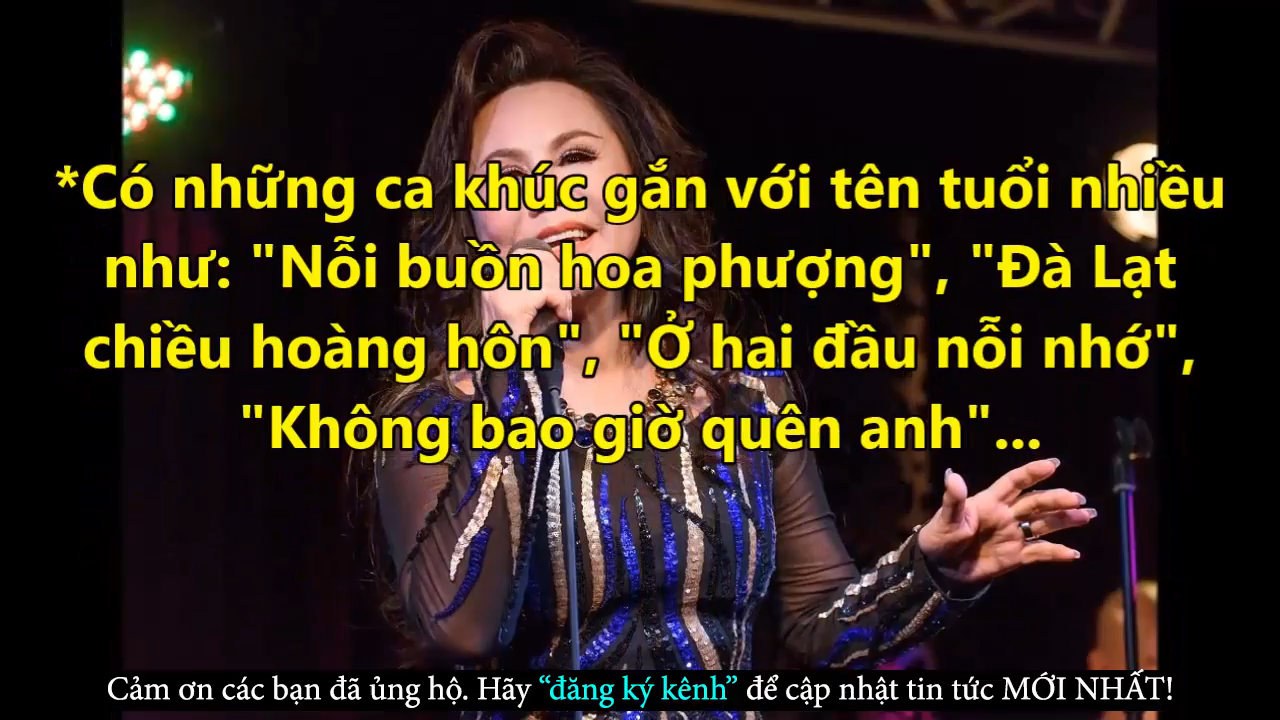 *Có những ca khúc gắn với tên tuổi nhiều
như: "Nỗi buồn hoa phượng", "Đà Lạt
chiều hoàng hôn", "Ở hai đầu nỗi nhớ",
"Không bao giờ quên anh"...
Cảm ơn các bạn đã ủng hộ. Hãy “đăng ký kênh” để cập nhật tin tức MỚI NHẤT!